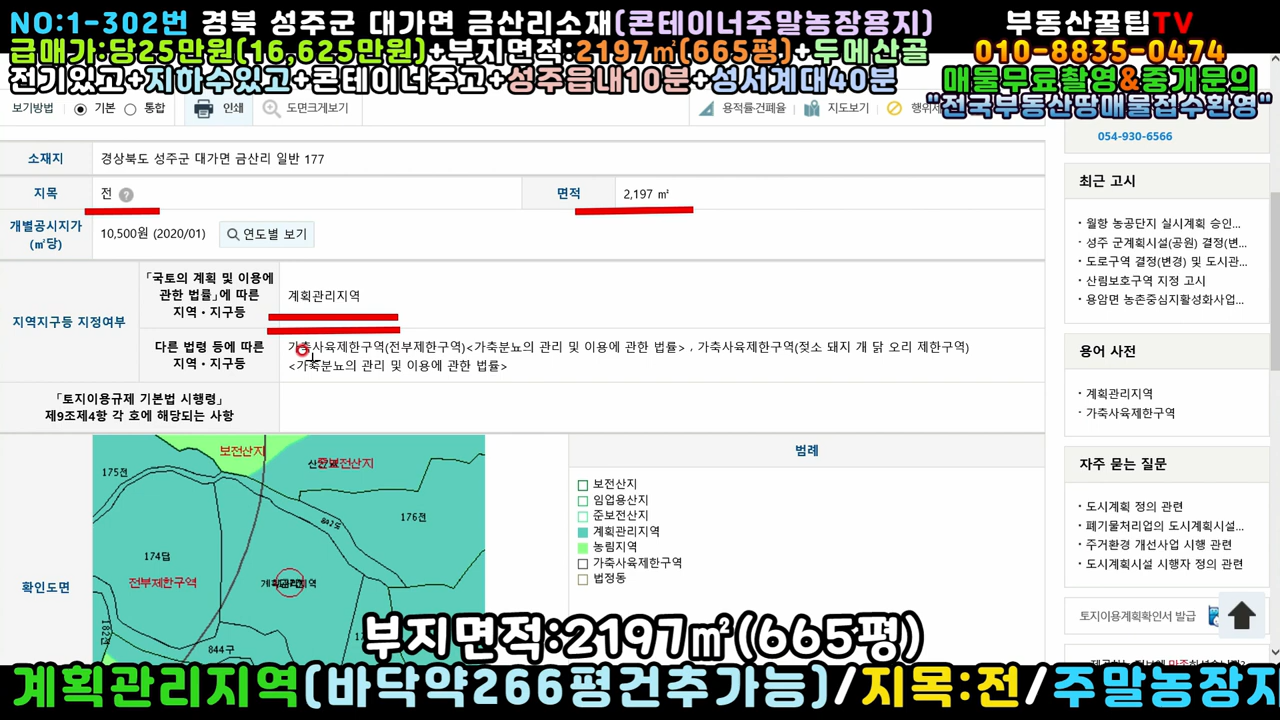 NO:1-302번 경북 성주군 대가면 금산리소재(콘테이너주말농장용지)
부동산꿀팁TV
급매가:당25만원(16,625만원)+부지면적:2197㎡(665평)+두메산골
010-8835-0474
전기있고+지하수있고+콘테이너주고+성주읍내10분+성서계대40분
매물무료촬영&중개문의
"전국부동산땅매물접수환영"
보기방법 기본 통합 인쇄 도면크게보기 용적률·건폐율 지도보기
054-930-6566
소재지 경상북도 성주군 대가면 금산리 일반 177
지목 전 ? 면적 2,197 ㎡
개별공시지가(㎡당) 10,500원 (2020/01) 연도별 보기
지역지구등 지정여부
「국토의 계획 및 이용에
관한 법률」에 따른
지역・지구등
계획관리지역
다른 법령 등에 따른
지역・지구등
가축사육제한구역(전부제한구역)<가축분뇨의 관리 및 이용에 관한 법률> , 가축사육제한구역(젖소 돼지 개 닭 오리 제한구역)
<가축분뇨의 관리 및 이용에 관한 법률>
「토지이용규제 기본법 시행령」
제9조제4항 각 호에 해당되는 사항
확인도면
보전산지
175전
176전
174답
전부제한구역
182전
844구
범례
보전산지
임업용산지
준보전산지
계획관리지역
농림지역
가축사육제한구역
법정동
최근 고시
· 월항 농공단지 실시계획 승인...
· 성주 군계획시설(공원) 결정(변...
· 도로구역 결정(변경) 및 도시관...
· 산림보호구역 지정 고시
· 용암면 농촌중심지활성화사업...
용어 사전
· 계획관리지역
· 가축사육제한구역
자주 묻는 질문
· 도시계획 정의 관련
· 폐기물처리업의 도시계획시설...
· 주거환경 개선사업 시행 관련
· 도시계획시설 시행자 정의 관련
토지이용계획확인서 발급
부지면적:2197㎡(665평)
계획관리지역(바닥약266평건추가능)/지목:전/주말농장지